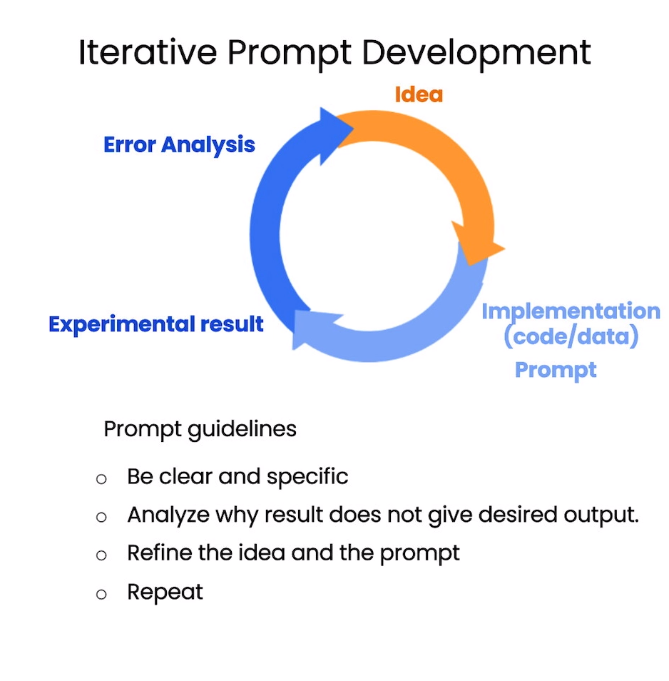 Iterative Prompt Development
Idea
Error Analysis
Experimental result
Implementation
(code/data)
Prompt
Prompt guidelines
Be clear and specific
Analyze why result does not give desired output.
Refine the idea and the prompt
Repeat